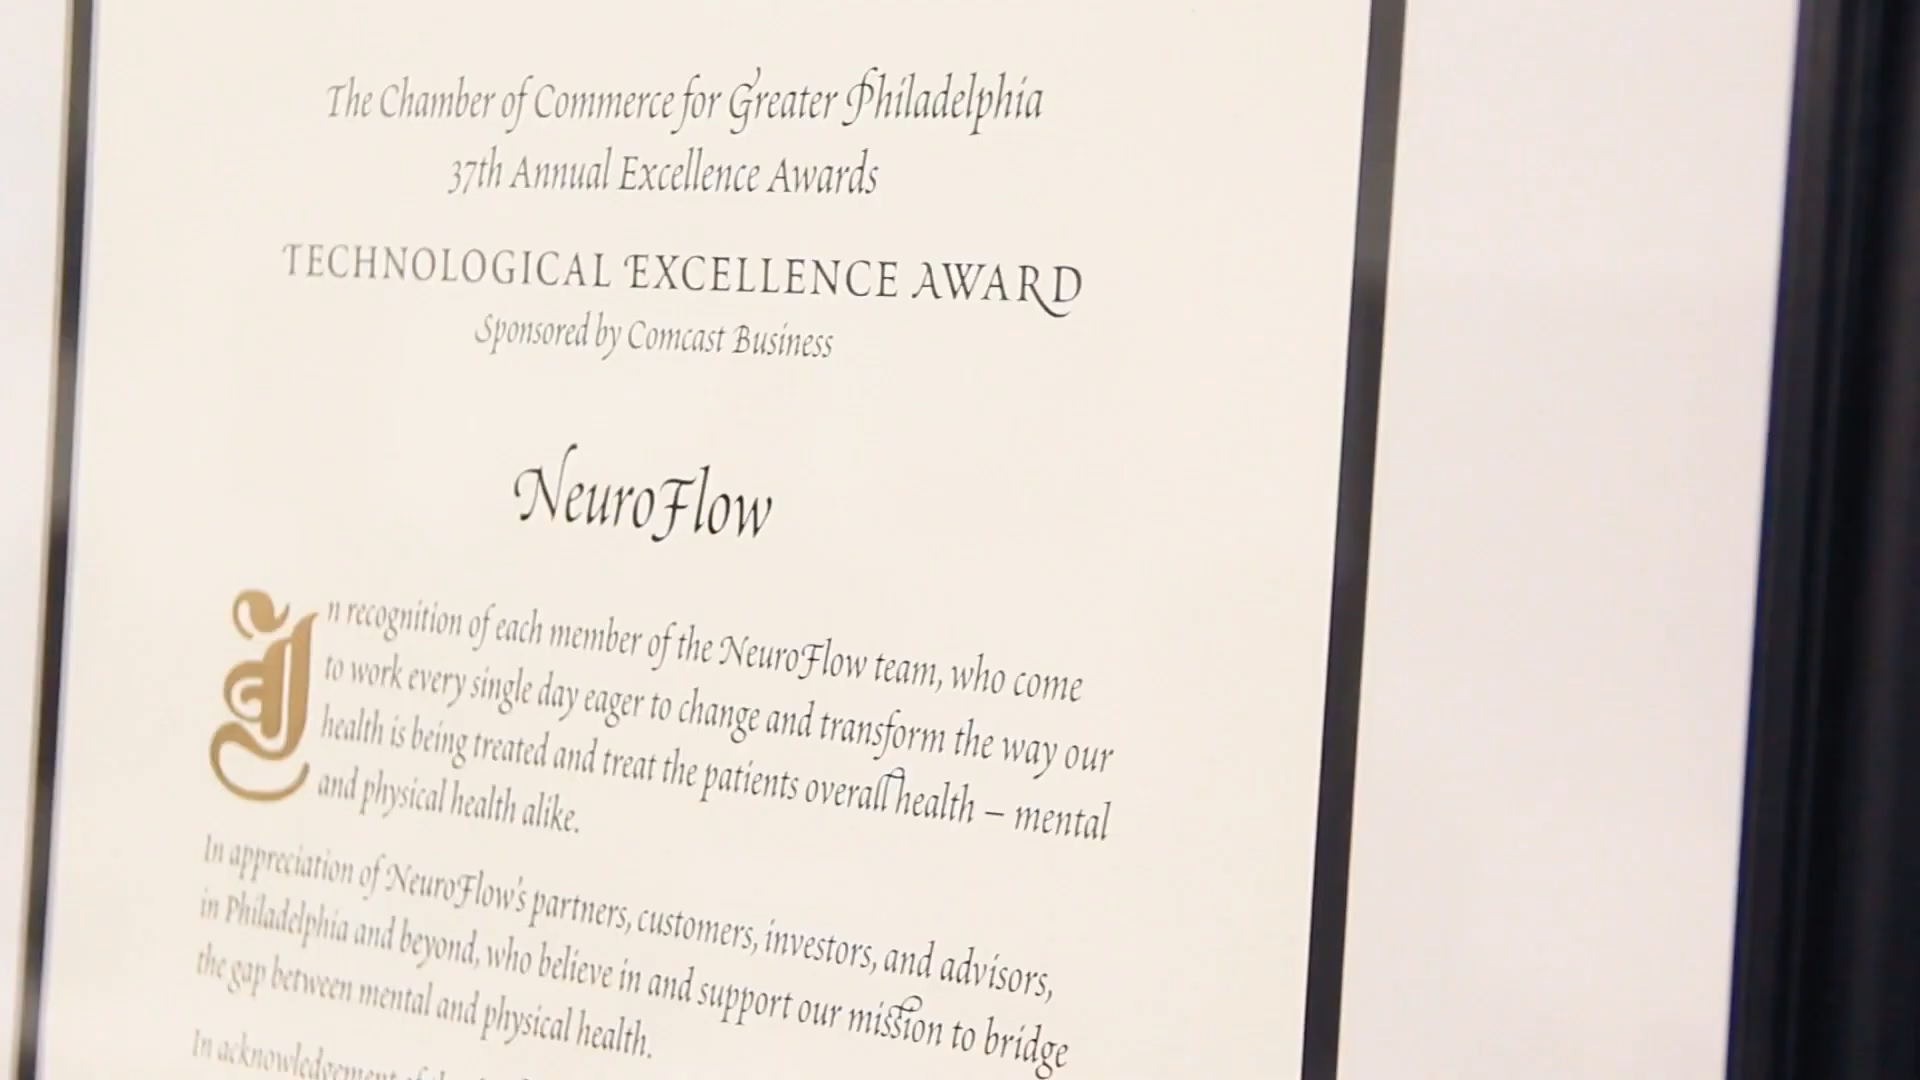 The Chamber of Commerce for Greater Philadelphia
37th Annual Excellence Awards
TECHNOLOGICAL EXCELLENCE AWARD
Sponsored by Comcast Business
NeuroFlow
In recognition of each member of the NeuroFlow team, who come
to work every single day eager to change and transform the way our
health is being treated and treat the patients overall health – mental
and physical health alike.
In appreciation of NeuroFlow's partners, customers, investors, and advisors,
in Philadelphia and beyond, who believe in and support our mission to bridge
the gap between mental and physical health.
In acknowledgement of